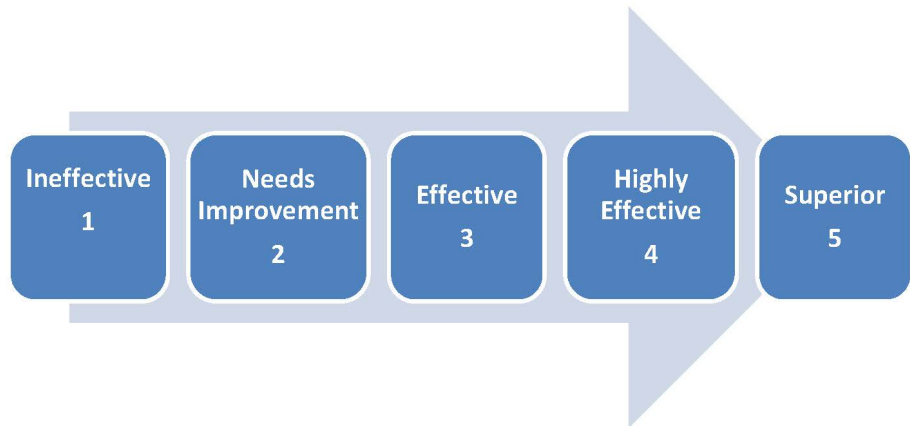 Ineffective
1
Needs
Improvement
2
Effective
3
Highly
Effective
4
Superior
5